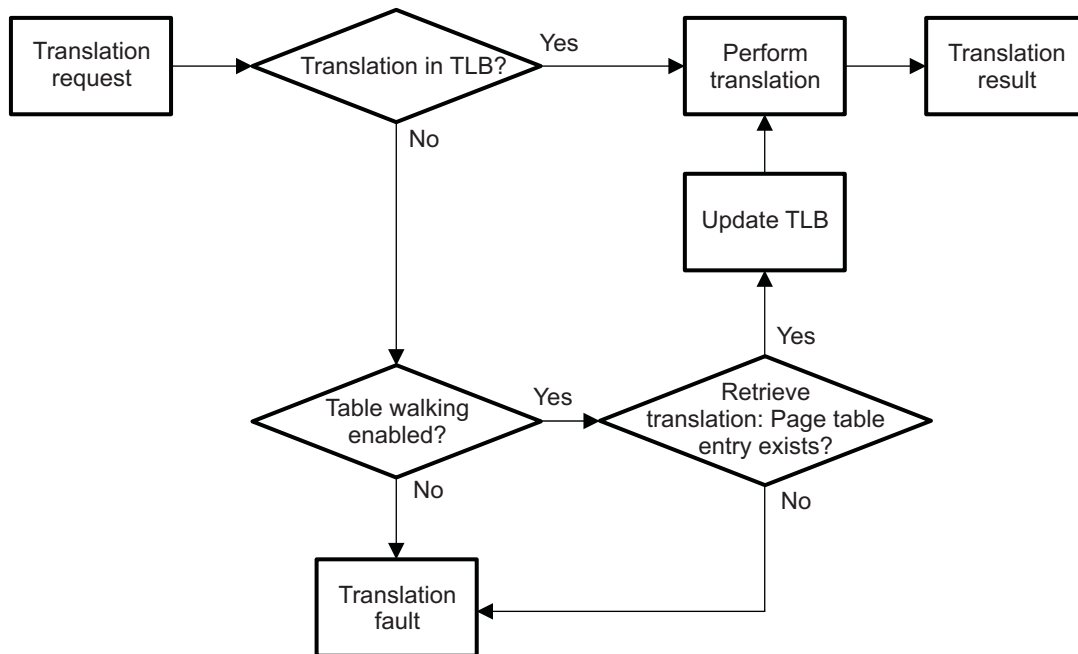 Translation
request
Translation in TLB?
Yes
Perform
translation
Translation
result
No
Update TLB
Yes
Table walking
enabled?
Yes
Retrieve
translation: Page table
entry exists?
No
No
Translation
fault